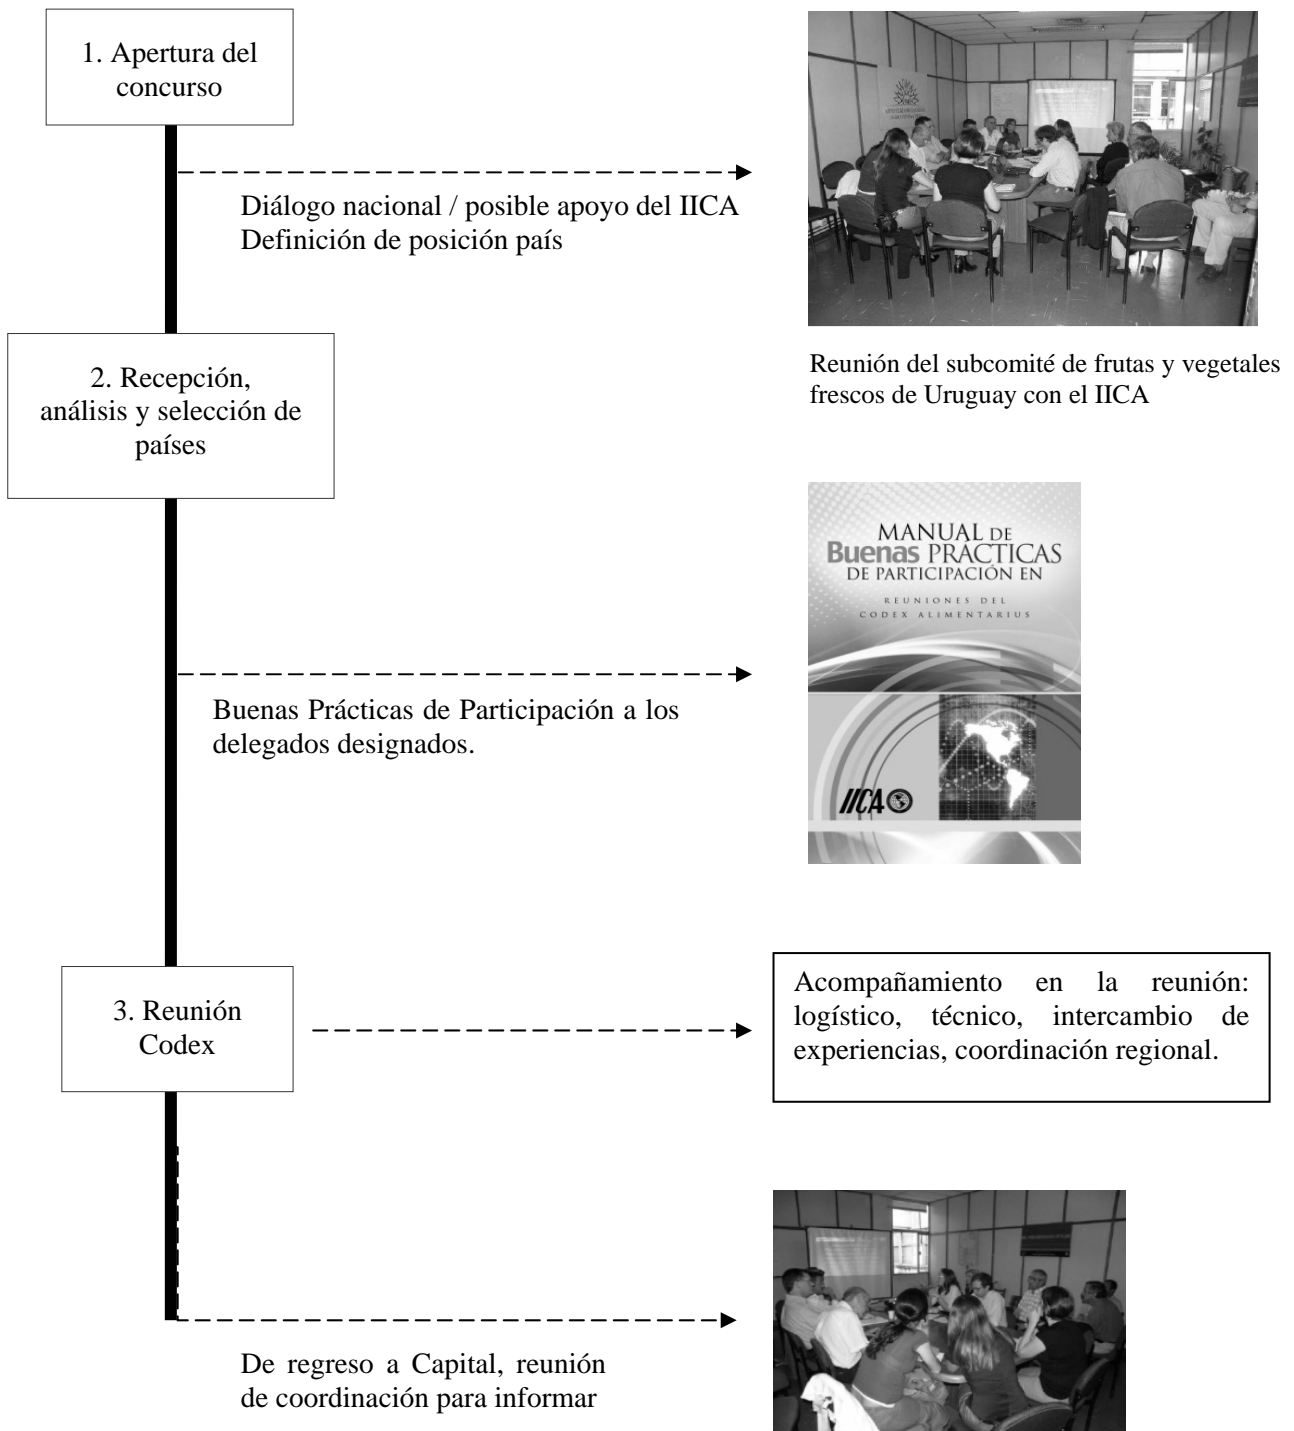 1. Apertura del
concurso
Diálogo nacional / posible apoyo del IICA
Definición de posición país
Reunión del subcomité de frutas y vegetales
frescos de Uruguay con el IICA
2. Recepción,
análisis y selección de
países
MANUAL DE
Buenas PRÁCTICAS
DE PARTICIPACIÓN EN
REUNIONES DEL
CODEX ALIMENTARIUS
IICA
Buenas Prácticas de Participación a los
delegados designados.
3. Reunión
Codex
Acompañamiento en la reunión:
logístico, técnico, intercambio de
experiencias, coordinación regional.
De regreso a Capital, reunión
de coordinación para informar